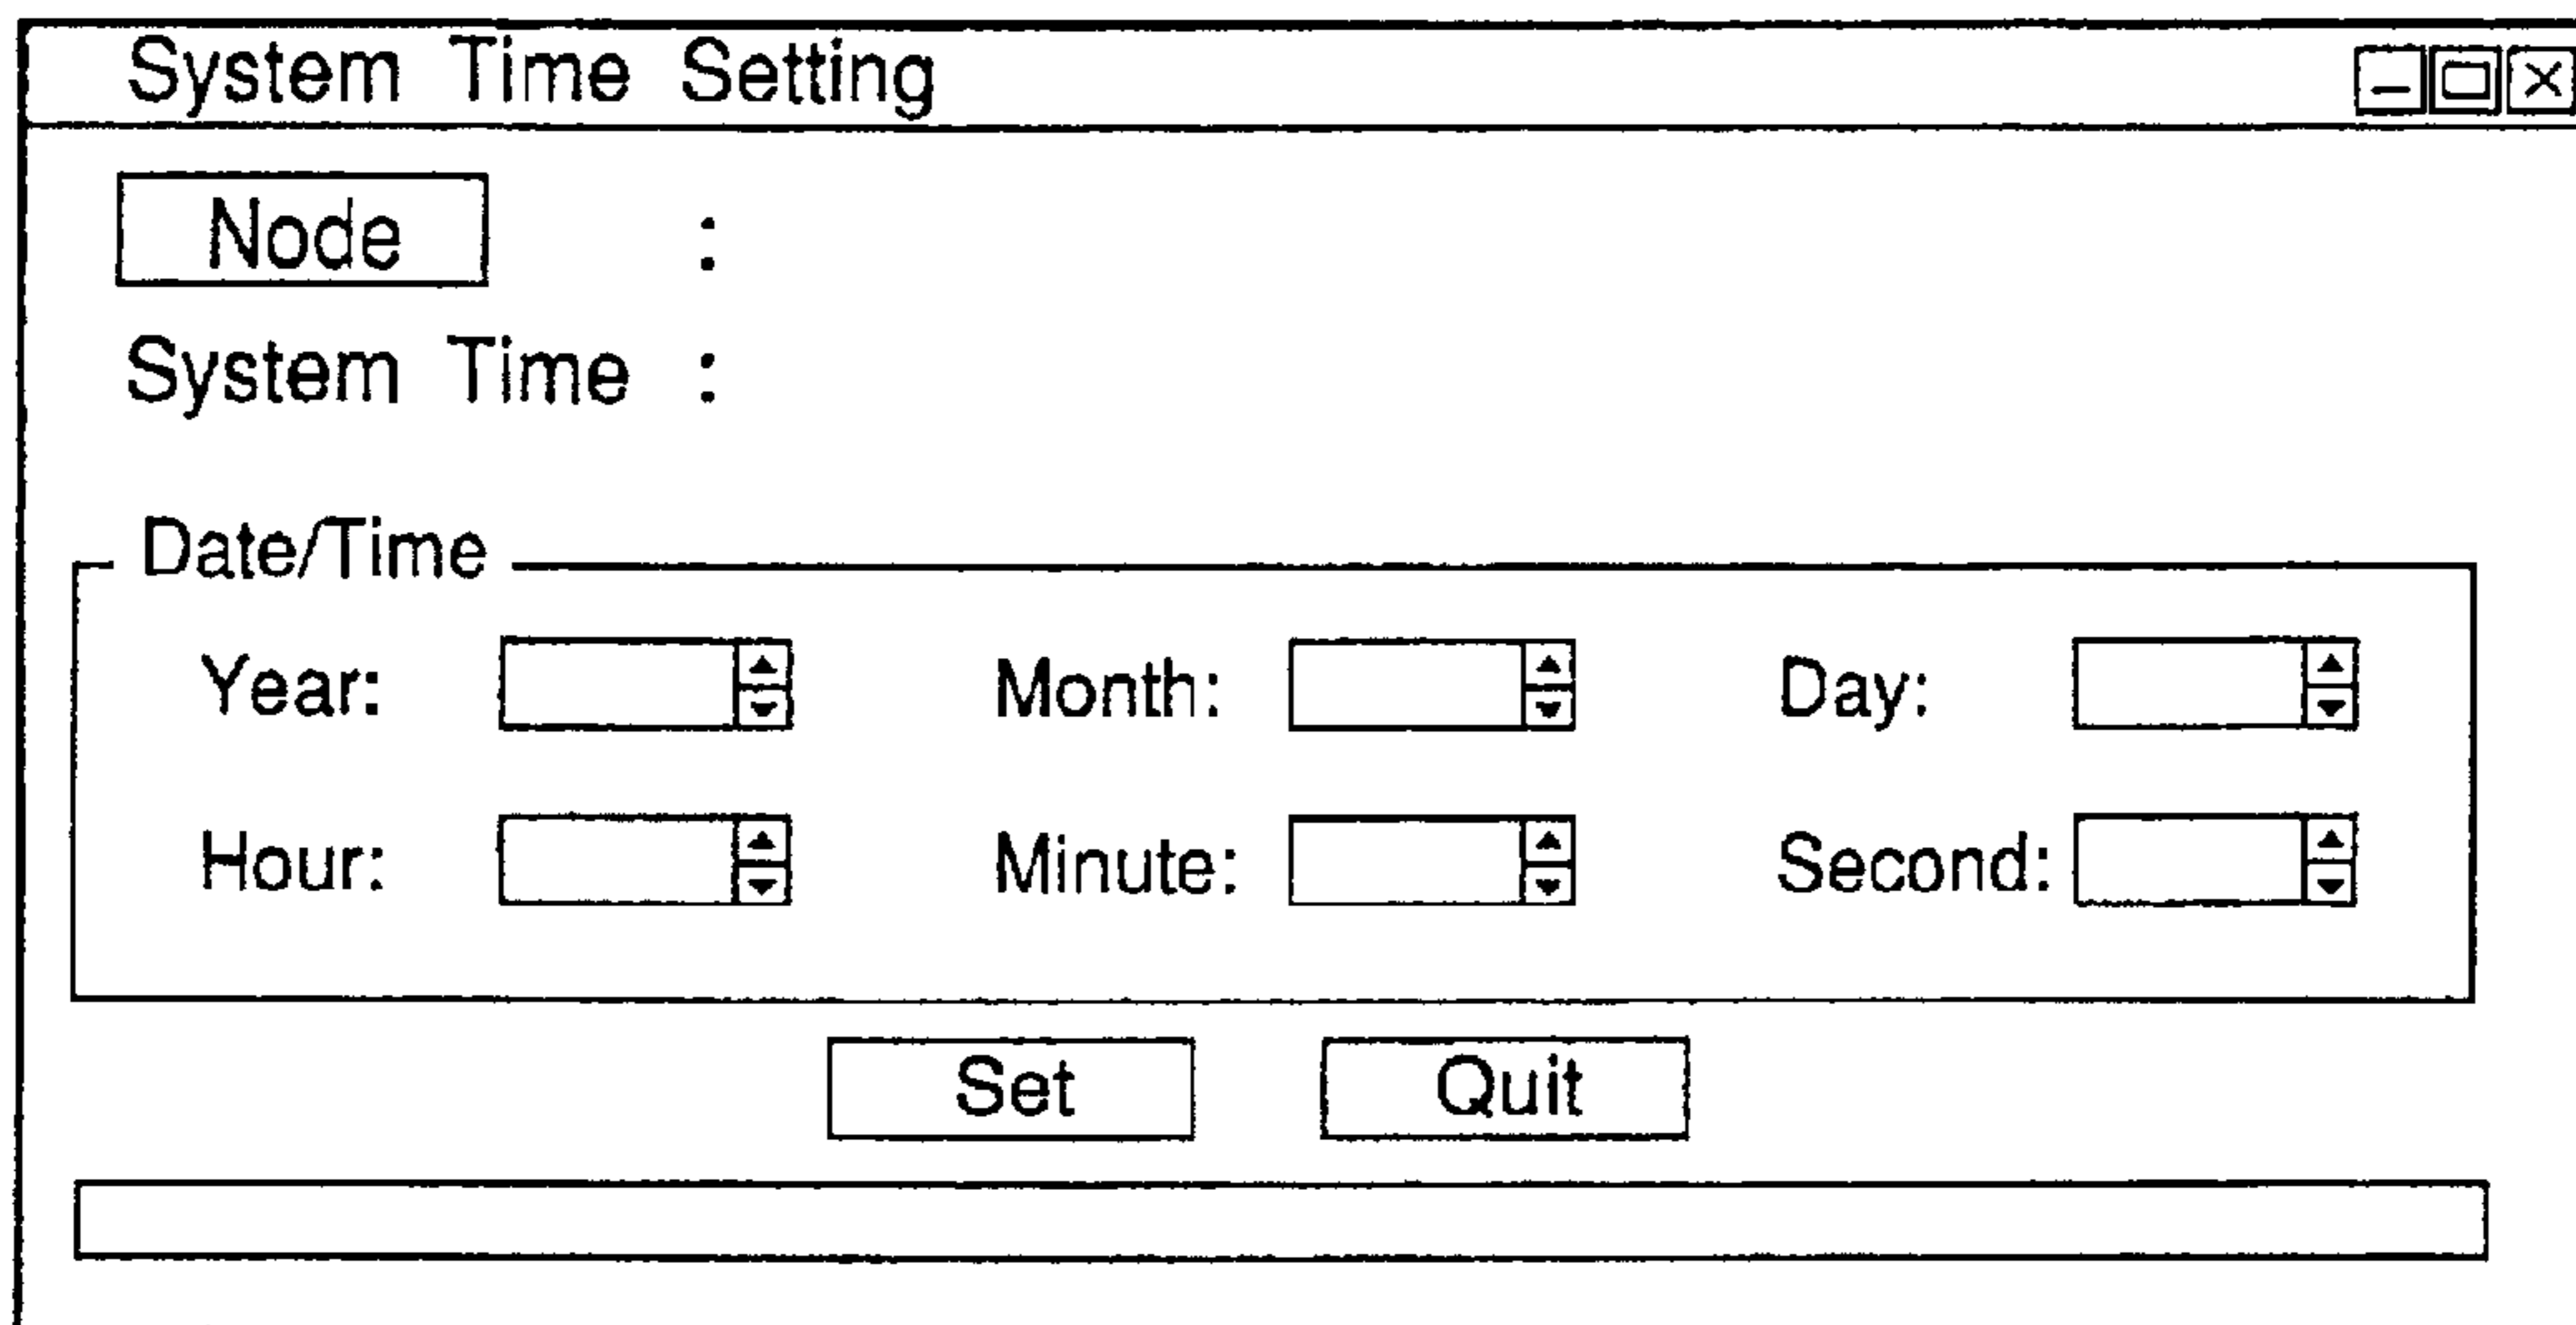 System Time Setting
Node :
System Time :
Date/Time
Year: Month: Day:
Hour: Minute: Second:
Set Quit